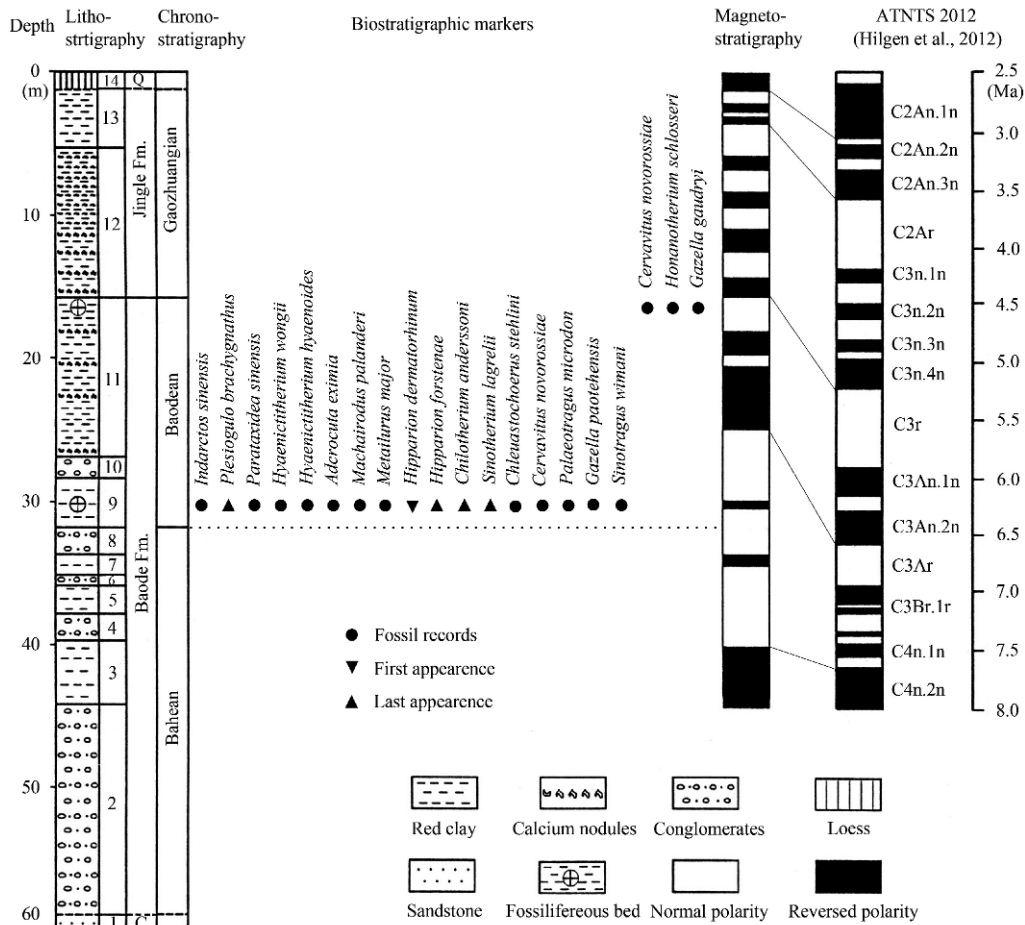 Depth
Litho-
strtigraphy
Chrono-
stratigraphy
Biostratigraphic markers
Magneto-
stratigraphy
ATNTS 2012
(Hilgen et al., 2012)
0
(m)
10
20
30
40
50
60
14
13
12
11
10
9
8
7
6
5
4
3
2
1
Q
Jingle Fm.
Baode Fm.
C
Gaozhuangian
Baodean
Bahean
Indarctos sinensis
Plesiogulo brachygnathus
Parataxidea sinensis
Hyaenictitherium wongii
Hyaenictitherium hyaenoides
Adcrocuta eximia
Machairodus palanderi
Metailurus major
Hipparion dermatorhinum
Hipparion forstenae
Chilotherium anderssoni
Sinotherium lagrelii
Chleuastochoerus stehlini
Cervavitus novorossiae
Palaeotragus microdon
Gazella paotehensis
Sinotragus wimani
Cervavitus novorossiae
Honanotherium schlosseri
Gazella gaudryi
C2An.1n
C2An.2n
C2An.3n
C2Ar
C3n.1n
C3n.2n
C3n.3n
C3n.4n
C3r
C3An.1n
C3An.2n
C3Ar
C3Br.1r
C4n.1n
C4n.2n
2.5
(Ma)
3.0
3.5
4.0
4.5
5.0
5.5
6.0
6.5
7.0
7.5
8.0
Fossil records
First appearence
Last appearence
Red clay
Calcium nodules
Conglomerates
Loess
Sandstone
Fossilifereous bed
Normal polarity
Reversed polarity